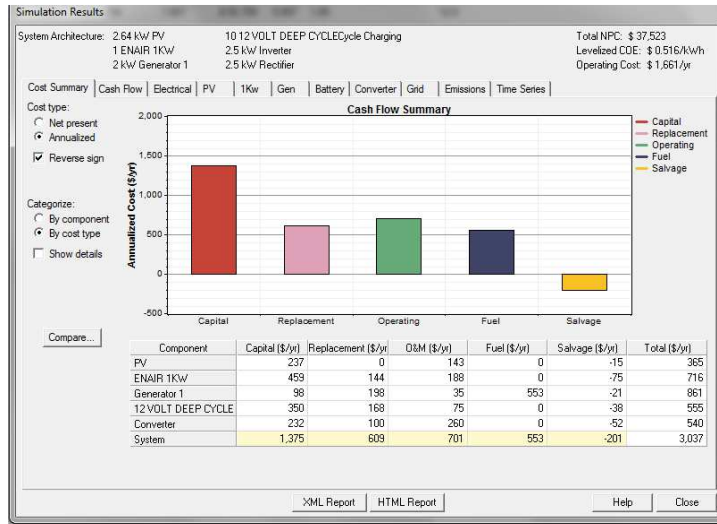 Simulation Results
System Architecture: 2.64 kW PV 10 12 VOLT DEEP CYCLECycle Charging Total NPC: $ 37,523
1 ENAIR 1KW 2.5 kW Inverter Levelized COE: $ 0.516/kWh
2 kW Generator 1 2.5 kW Rectifier Operating Cost: $ 1,661/yr
Cost Summary Cash Flow Electrical PV 1Kw Gen Battery Converter Grid Emissions Time Series
Cost type:
Net present
Annualized
Reverse sign
Categorize:
By component
By cost type
Show details
Compare...
Cash Flow Summary
Annualized Cost ($/yr)
2,000
1,500
1,000
500
0
-500
Capital Replacement Operating Fuel Salvage
Capital
Replacement
Operating
Fuel
Salvage
Component Capital ($/yr) Replacement ($/yr O&M ($/yr) Fuel ($/yr) Salvage ($/yr) Total ($/yr)
PV 237 0 143 0 -15 365
ENAIR 1KW 459 144 188 0 -75 716
Generator 1 98 198 35 553 -21 861
12 VOLT DEEP CYCLE 350 168 75 0 -38 555
Converter 232 100 260 0 -52 540
System 1,375 609 701 553 -201 3,037
XML Report HTML Report Help Close